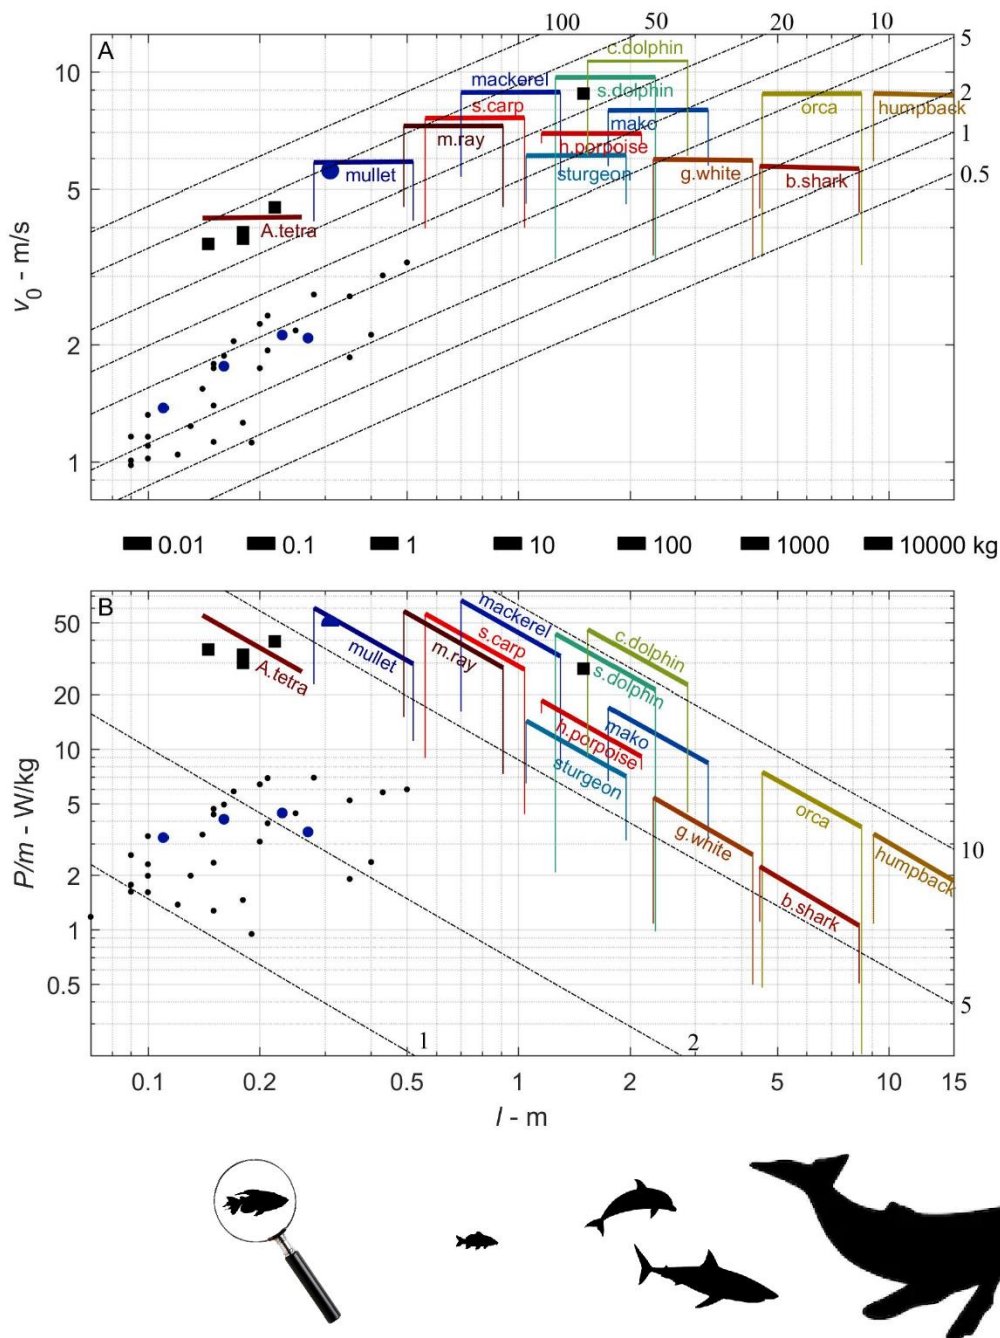 100 50 20 10
A
c.dolphin
5
10
mackerel
s.dolphin
2
s.carp
orca
humpback
mako
m.ray
h.porpoise
1
5
mullet
sturgeon
g.white
b.shark
0.5
A.tetra
v0 - m/s
2
1
0.01 0.1 1 10 100 1000 10000 kg
B
50
mackerel
c.dolphin
s.carp
m.ray
mullet
s.dolphin
A.tetra
20
h.porpoise
mako
10
sturgeon
5
orca
g.white
humpback
10
P/m - W/kg
2
b.shark
1
0.5
5
1
2
0.1 0.2 0.5 1 2 5 10 15
l - m